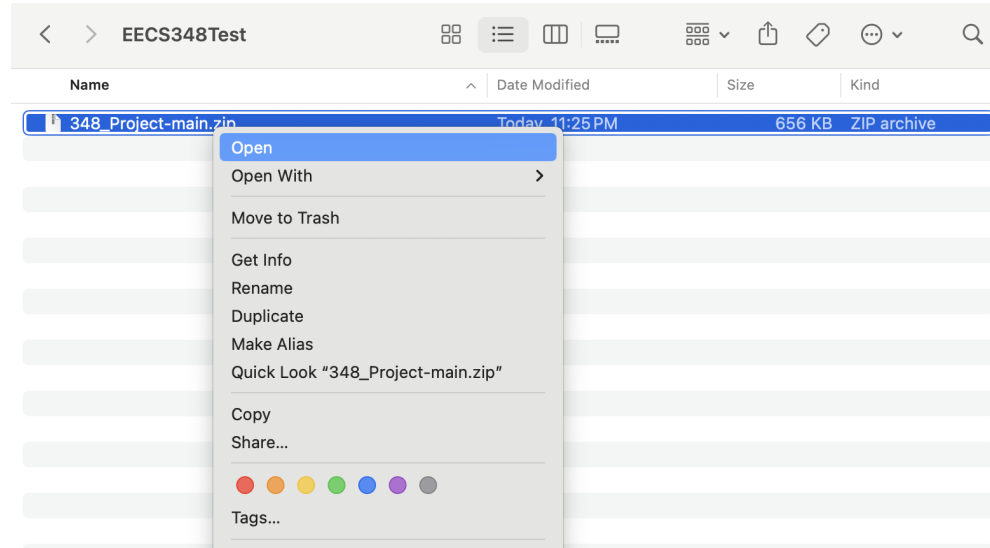 EECS348Test
Name Date Modified Size Kind
348_Project-main.zip Today, 11:25 PM 656 KB ZIP archive
Open
Open With
Move to Trash
Get Info
Rename
Duplicate
Make Alias
Quick Look “348_Project-main.zip”
Copy
Share...
Tags...